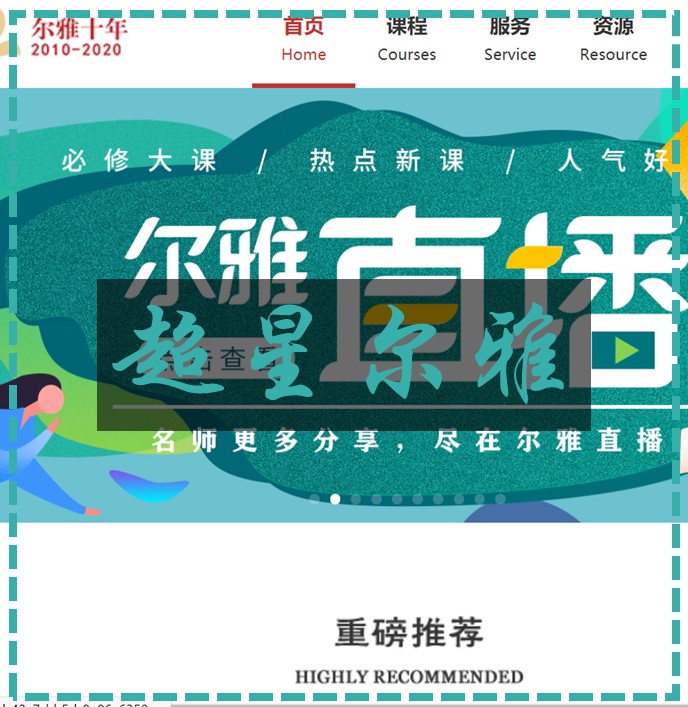 尔雅十年
2010-2020
首页 课程 服务 资源
Home Courses Service Resource
必修大课 / 热点新课 / 人气好
尔雅直播
超星尔雅
击查看
名师更多分享，尽在尔雅直播
重磅推荐
HIGHLY RECOMMENDED